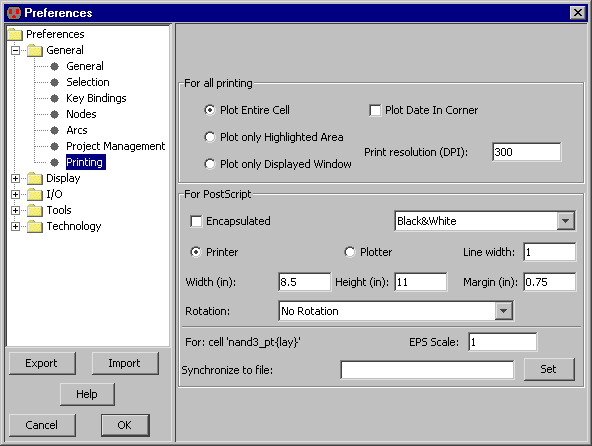 Preferences
Preferences
General
General
Selection
Key Bindings
Nodes
Arcs
Project Management
Printing
Display
I/O
Tools
Technology
Export Import
Help
Cancel OK
For all printing
Plot Entire Cell Plot Date In Corner
Plot only Highlighted Area
Print resolution (DPI): 300
Plot only Displayed Window
For PostScript
Encapsulated Black&White
Printer Plotter Line width: 1
Width (in): 8.5 Height (in): 11 Margin (in): 0.75
Rotation: No Rotation
For: cell 'nand3_pt{lay}' EPS Scale: 1
Synchronize to file: Set